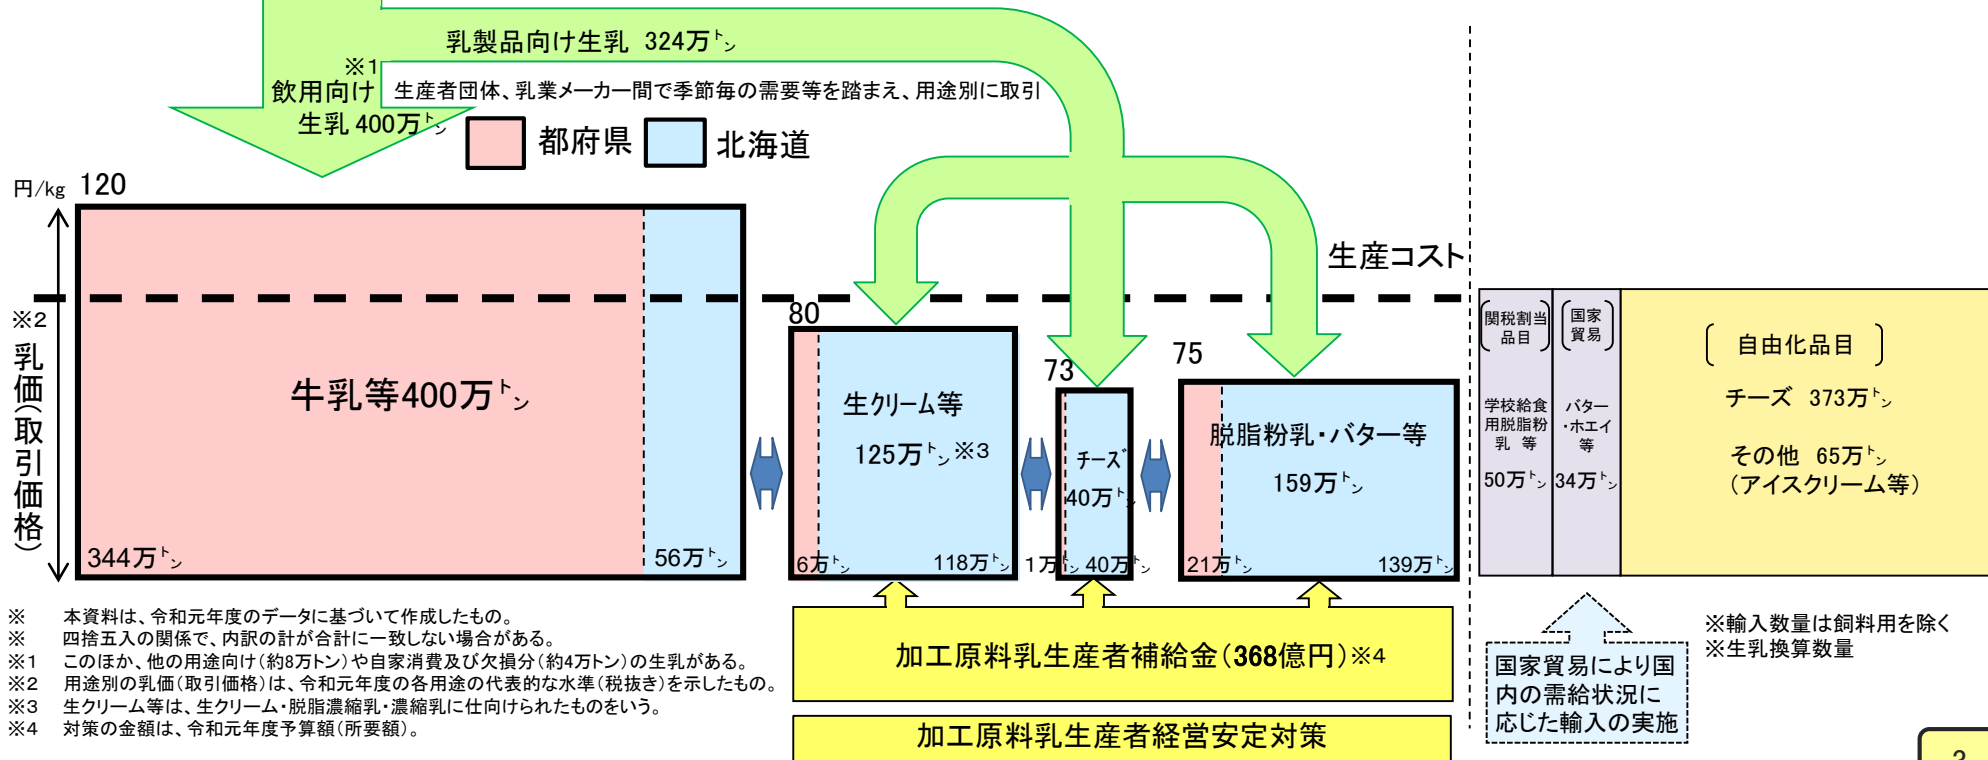 乳製品向け生乳 324万トン
※1
飲用向け
生乳 400万トン
生産者団体、乳業メーカー間で季節毎の需要等を踏まえ、用途別に取引
都府県
北海道
円/kg
120
※2
乳価(取引価格)
牛乳等400万トン
344万トン
56万トン
生産コスト
80
生クリーム等
125万トン※3
6万トン
118万トン
73
チーズ
40万トン
1万トン
40万トン
75
脱脂粉乳・バター等
159万トン
21万トン
139万トン
関税割当
品目
学校給食
用脱脂粉
乳 等
50万トン
国家
貿易
バター
・ホエイ
等
34万トン
自由化品目
チーズ 373万トン
その他 65万トン
(アイスクリーム等)
※ 本資料は、令和元年度のデータに基づいて作成したもの。
※ 四捨五入の関係で、内訳の計が合計に一致しない場合がある。
※1 このほか、他の用途向け(約8万トン)や自家消費及び欠損分(約4万トン)の生乳がある。
※2 用途別の乳価(取引価格)は、令和元年度の各用途の代表的な水準(税抜き)を示したもの。
※3 生クリーム等は、生クリーム・脱脂濃縮乳・濃縮乳に仕向けられたものをいう。
※4 対策の金額は、令和元年度予算額(所要額)。
加工原料乳生産者補給金(368億円)※4
加工原料乳生産者経営安定対策
国家貿易により国
内の需給状況に
応じた輸入の実施
※輸入数量は飼料用を除く
※生乳換算数量